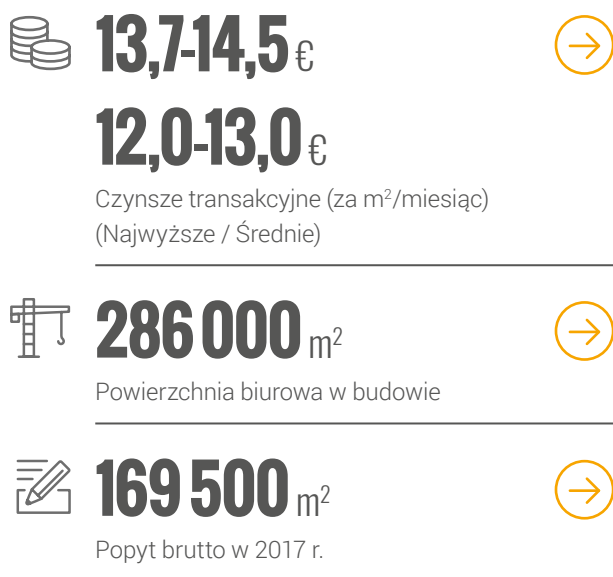 13,7-14,5 €
12,0-13,0 €
Czynsze transakcyjne (za m²/miesiąc)
(Najwyższe / Średnie)
286 000 m²
Powierzchnia biurowa w budowie
169 500 m²
Popyt brutto w 2017 r.